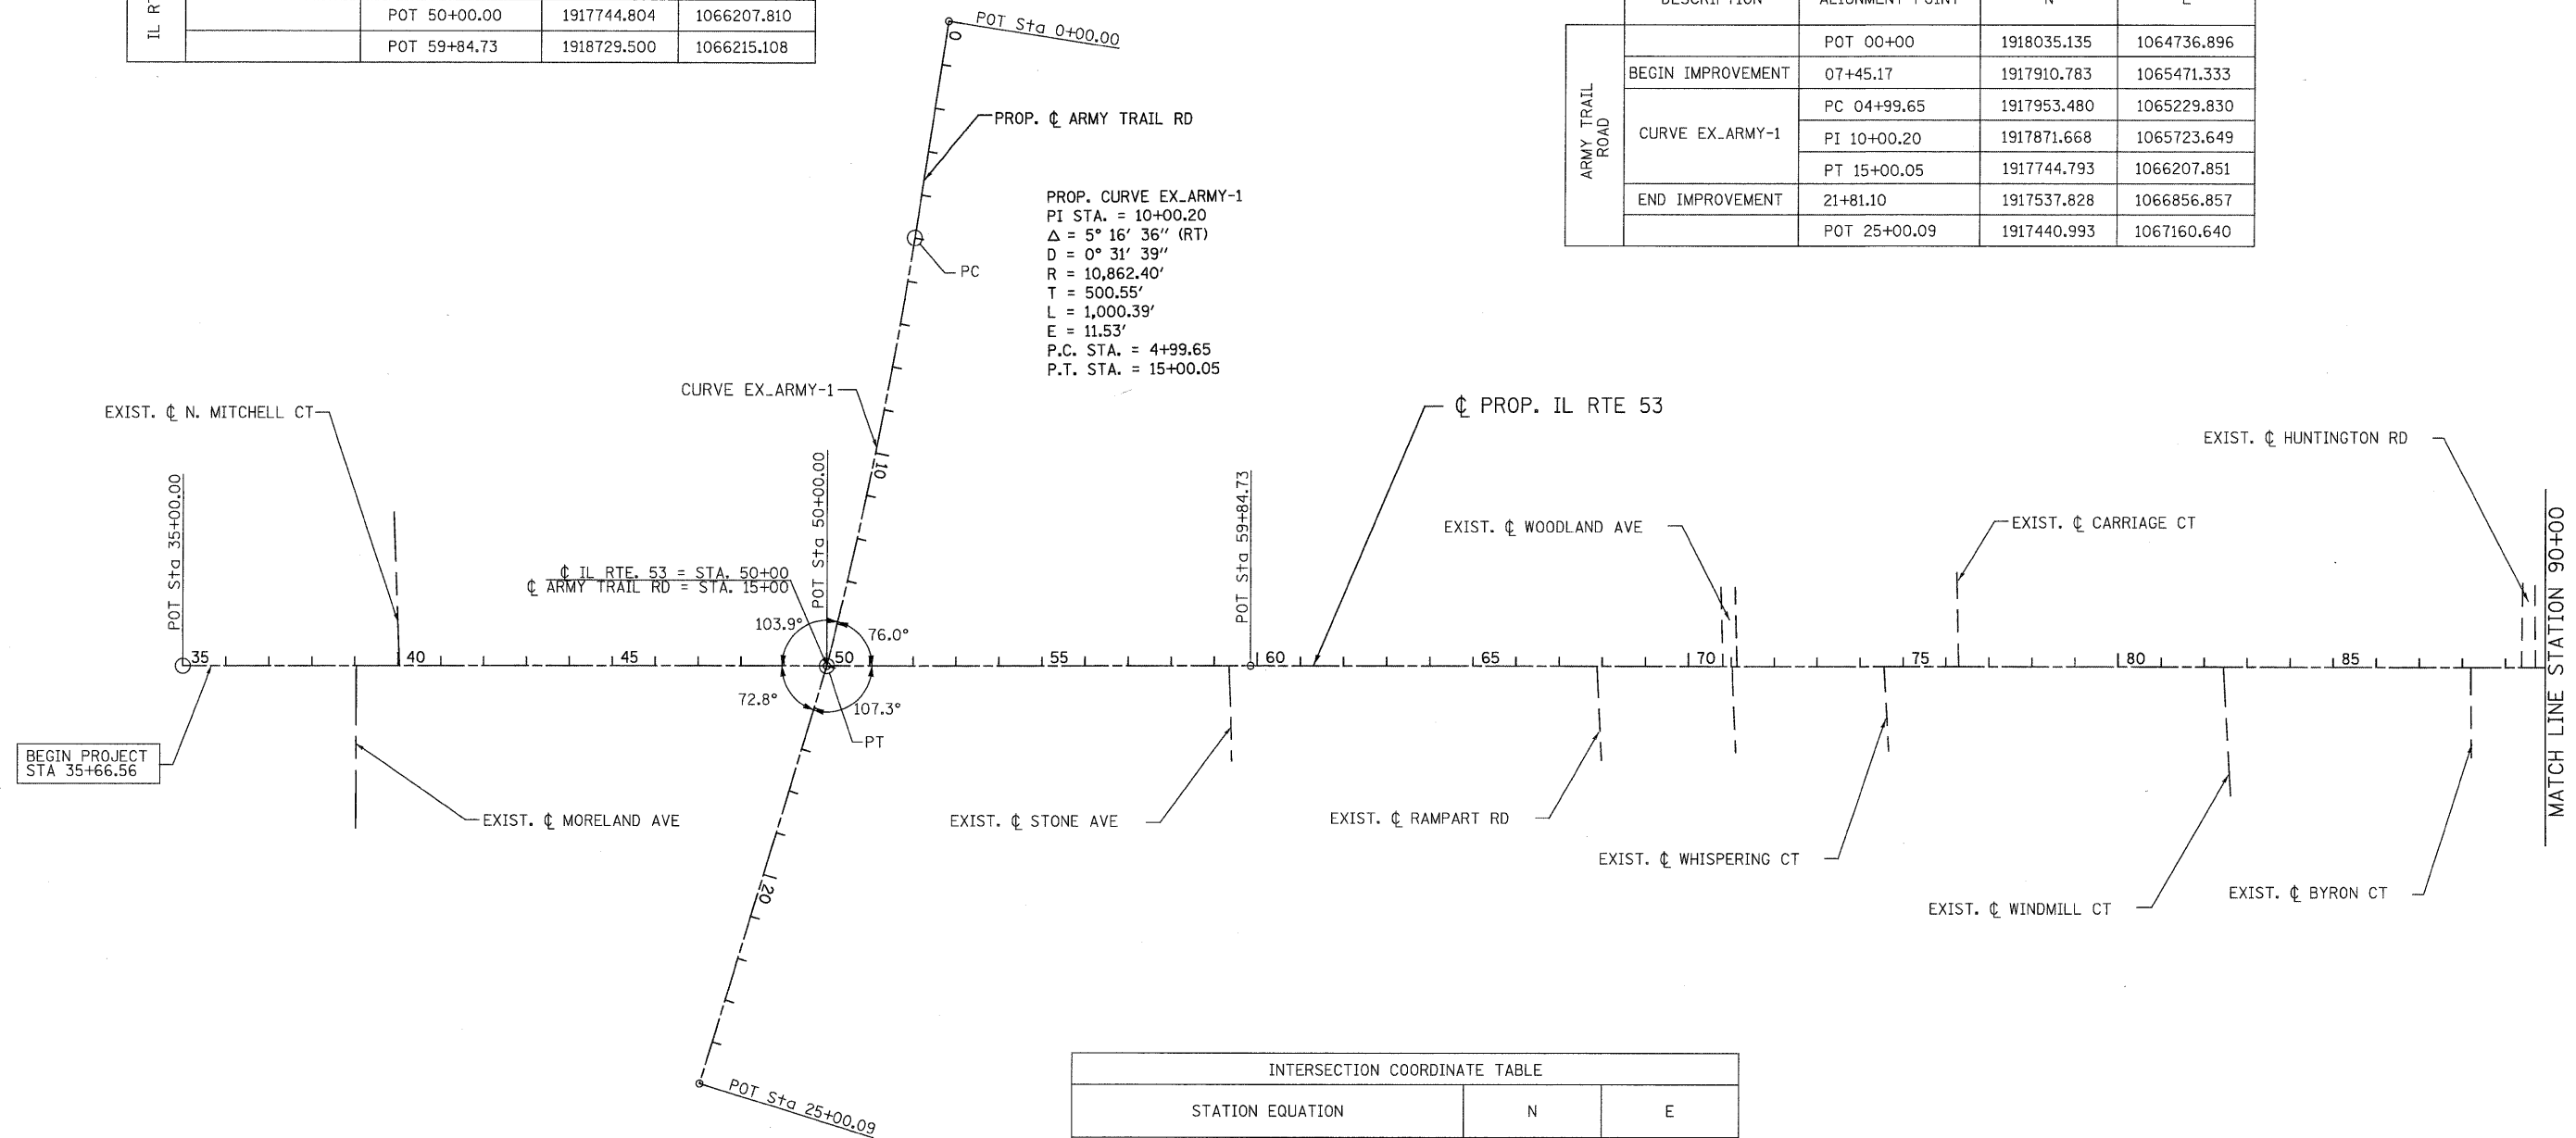 IL RT
POT 50+00.00 1917744.804 1066207.810
POT 59+84.73 1918729.500 1066215.108
DESCRIPTION ALIGNMENT POINT N E
ARMY TRAIL
ROAD
POT 00+00 1918035.135 1064736.896
BEGIN IMPROVEMENT 07+45.17 1917910.783 1065471.333
CURVE EX_ARMY-1
PC 04+99.65 1917953.480 1065229.830
PI 10+00.20 1917871.668 1065723.649
PT 15+00.05 1917744.793 1066207.851
END IMPROVEMENT 21+81.10 1917537.828 1066856.857
POT 25+00.09 1917440.993 1067160.640
POT Sta 0+00.00
0
PROP. ℄ ARMY TRAIL RD
PROP. CURVE EX_ARMY-1
PI STA. = 10+00.20
Δ = 5° 16' 36" (RT)
D = 0° 31' 39"
R = 10,862.40'
T = 500.55'
L = 1,000.39'
E = 11.53'
P.C. STA. = 4+99.65
P.T. STA. = 15+00.05
PC
CURVE EX_ARMY-1
10
EXIST. ℄ N. MITCHELL CT
℄ PROP. IL RTE 53
EXIST. ℄ HUNTINGTON RD
POT Sta 35+00.00
POT Sta 50+00.00
POT Sta 59+84.73
EXIST. ℄ WOODLAND AVE
EXIST. ℄ CARRIAGE CT
℄ IL RTE. 53 = STA. 50+00
℄ ARMY TRAIL RD = STA. 15+00
103.9°
76.0°
35 40 45 50 55 60 65 70 75 80 85
72.8°
107.3°
PT
MATCH LINE STATION 90+00
BEGIN PROJECT
STA 35+66.56
EXIST. ℄ MORELAND AVE
EXIST. ℄ STONE AVE
EXIST. ℄ RAMPART RD
EXIST. ℄ WHISPERING CT
EXIST. ℄ WINDMILL CT
EXIST. ℄ BYRON CT
20
POT Sta 25+00.09
INTERSECTION COORDINATE TABLE
STATION EQUATION N E